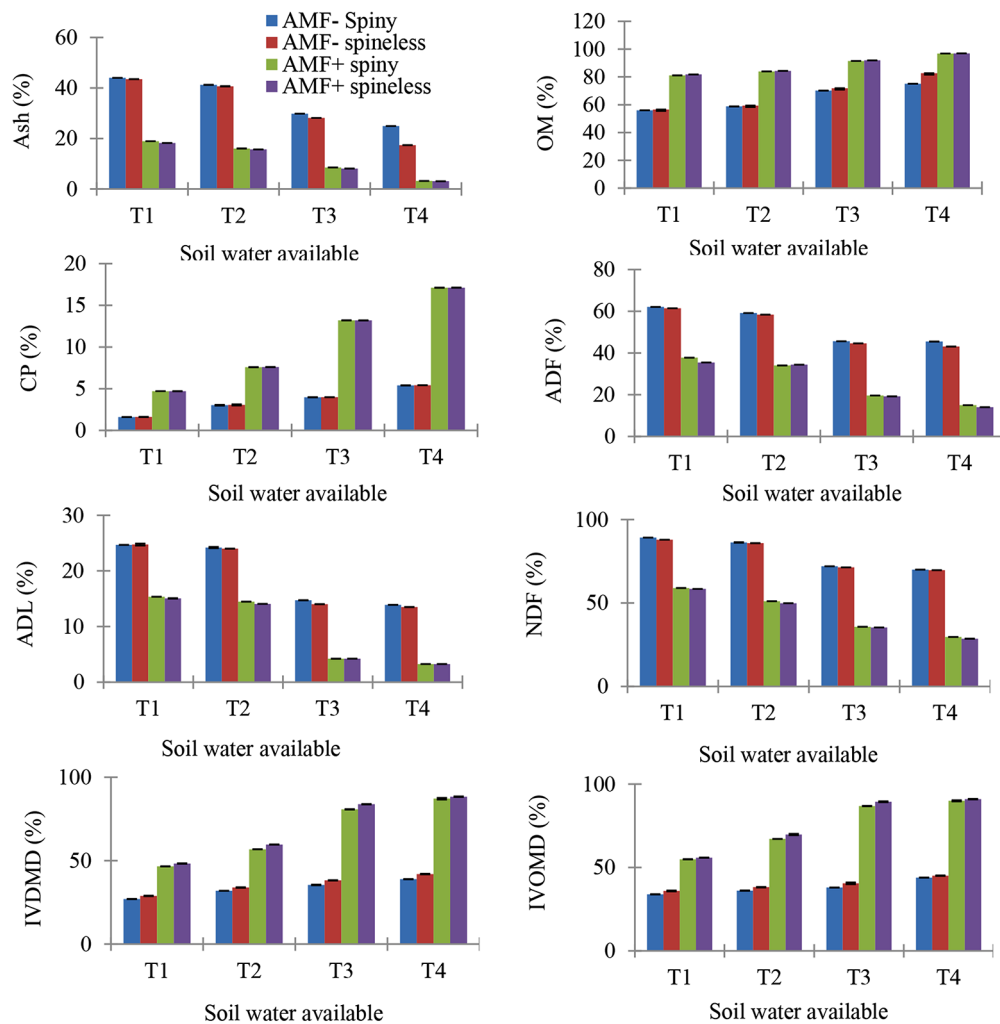 AMF- Spiny
AMF- spineless
AMF+ spiny
AMF+ spineless
Ash (%)
60
40
20
0
T1 T2 T3 T4
Soil water available
OM (%)
120
100
80
60
40
20
0
T1 T2 T3 T4
Soil water available
CP (%)
20
15
10
5
0
T1 T2 T3 T4
Soil water available
ADF (%)
80
60
40
20
0
T1 T2 T3 T4
Soil water available
ADL (%)
30
20
10
0
T1 T2 T3 T4
Soil water available
NDF (%)
100
50
0
T1 T2 T3 T4
Soil water available
IVDMD (%)
100
50
0
T1 T2 T3 T4
Soil water available
IVOMD (%)
100
50
0
T1 T2 T3 T4
Soil water available